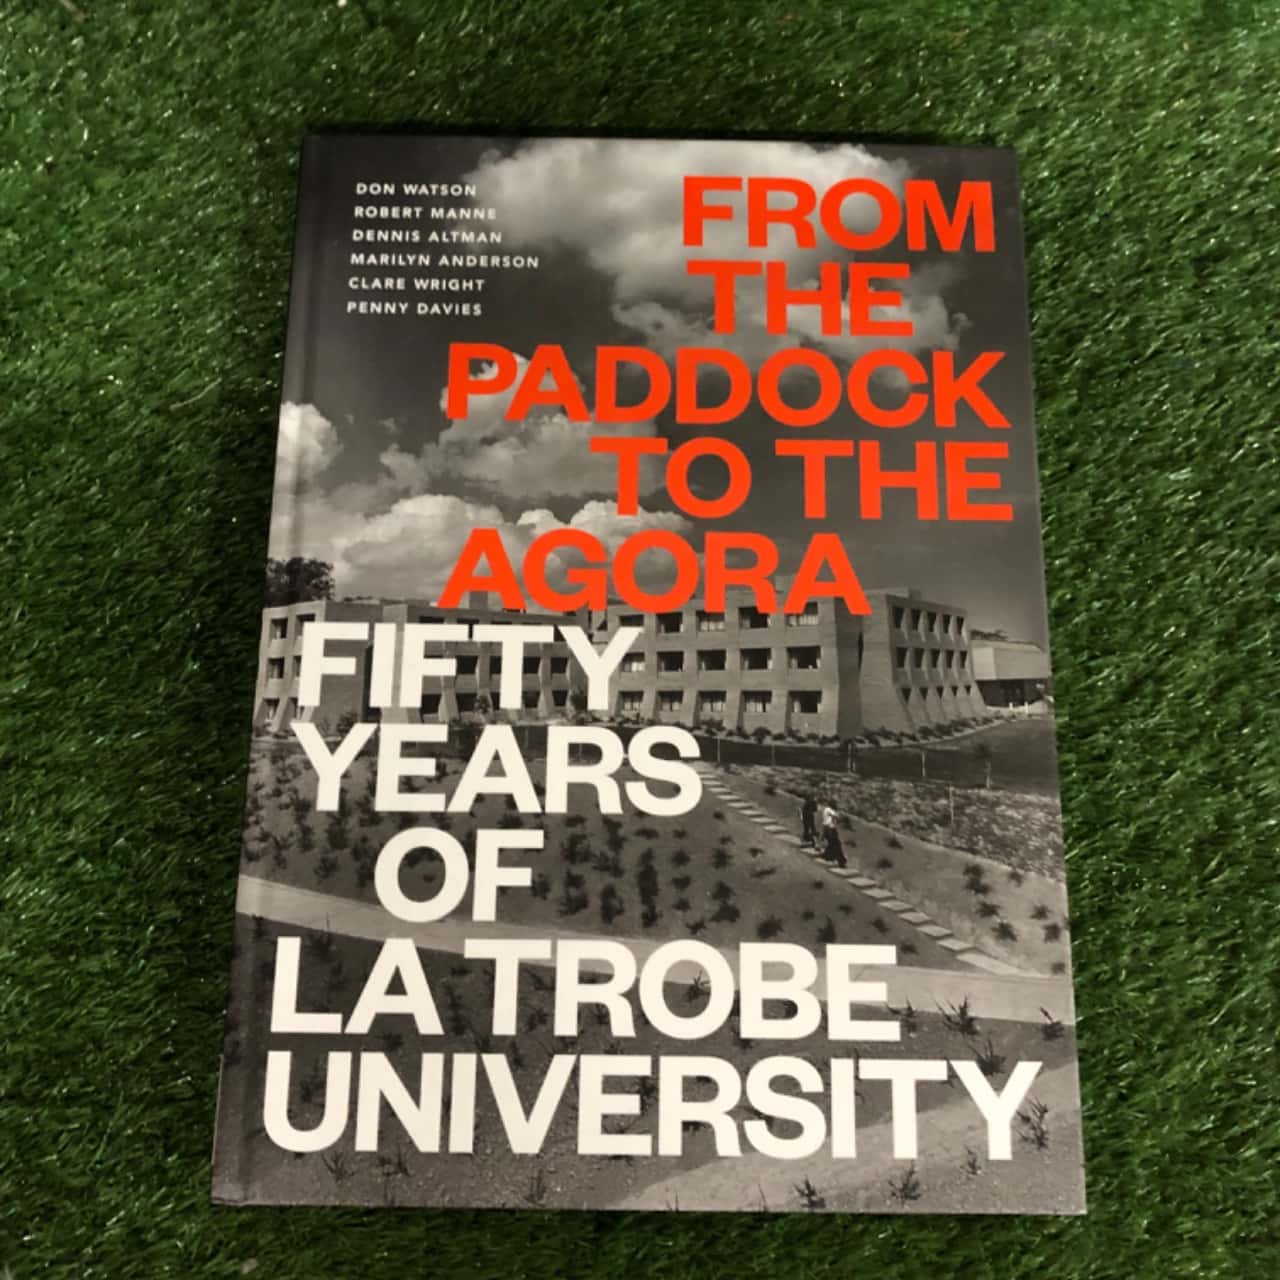 DON WATSON
ROBERT MANNE
DENNIS ALTMAN
MARILYN ANDERSON
CLARE WRIGHT
PENNY DAVIES
FROM
THE
PADDOCK
TO THE
AGORA
FIFTY
YEARS
OF
LA TROBE
UNIVERSITY